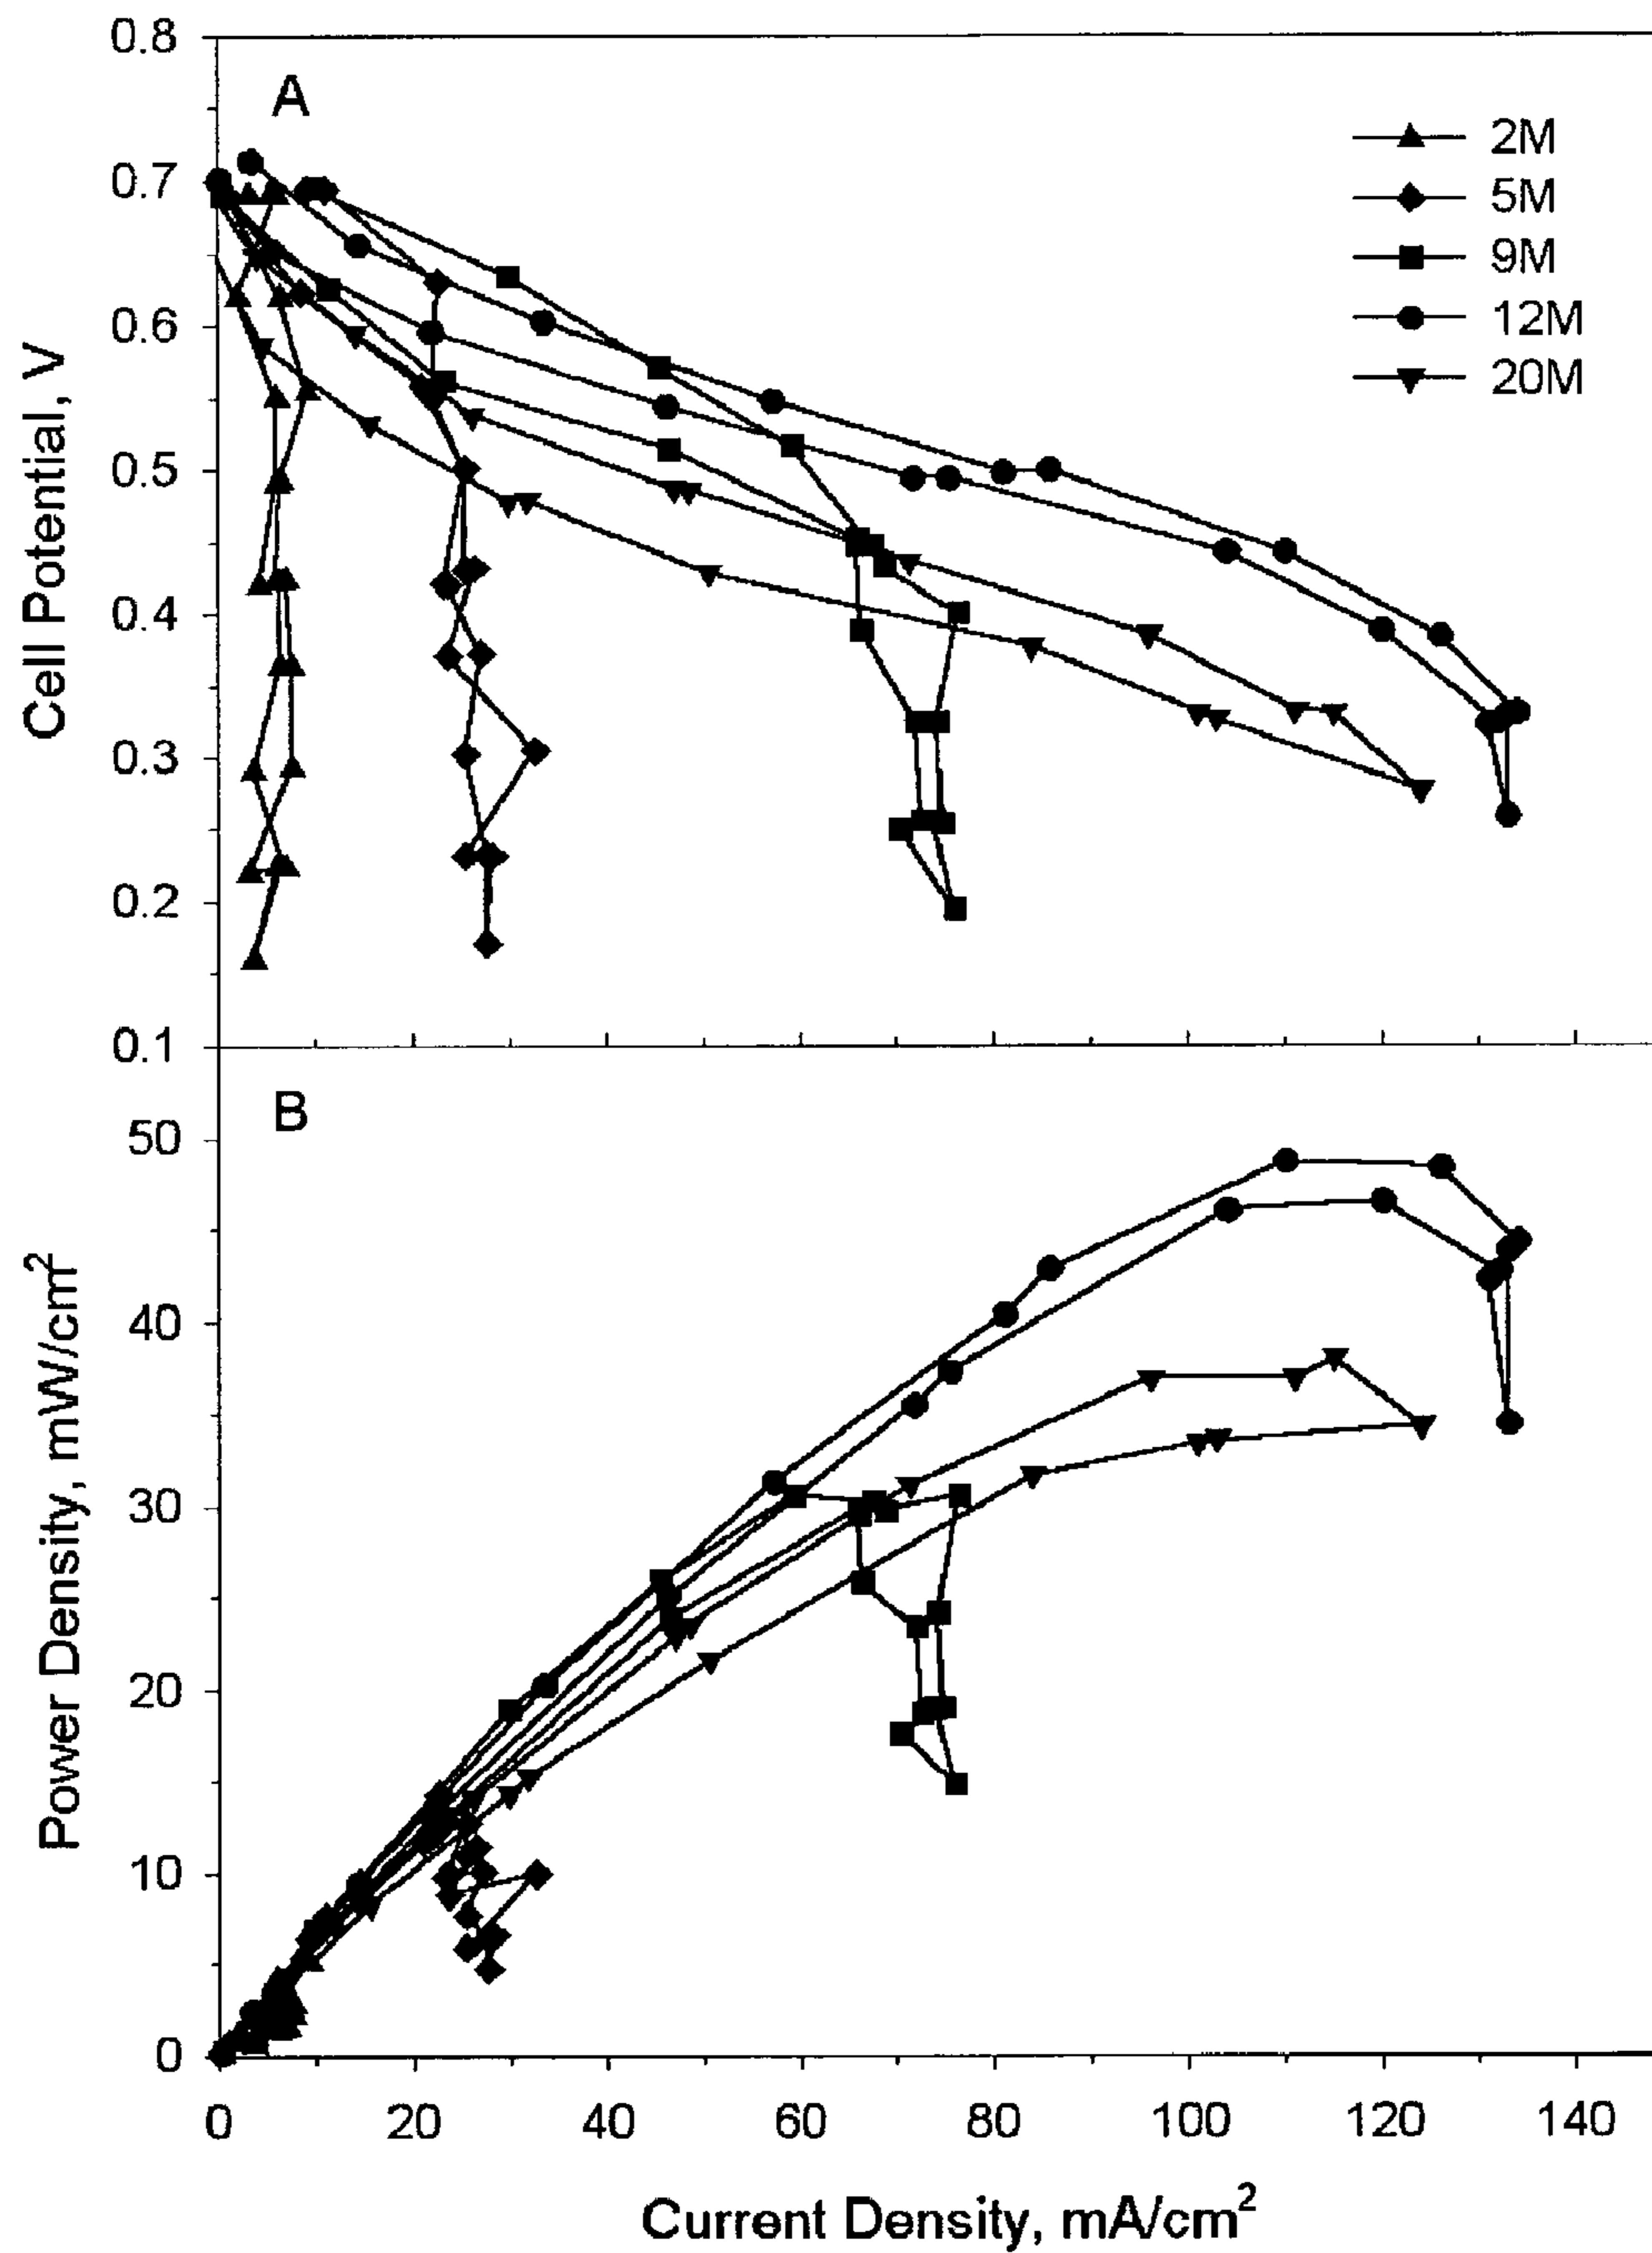 0.8
A
2M
0.7
5M
9M
0.6
12M
20M
0.5
0.4
0.3
0.2
0.1
Cell Potential, V
B
50
40
30
20
10
0
Power Density, mW/cm²
0 20 40 60 80 100 120 140
Current Density, mA/cm²